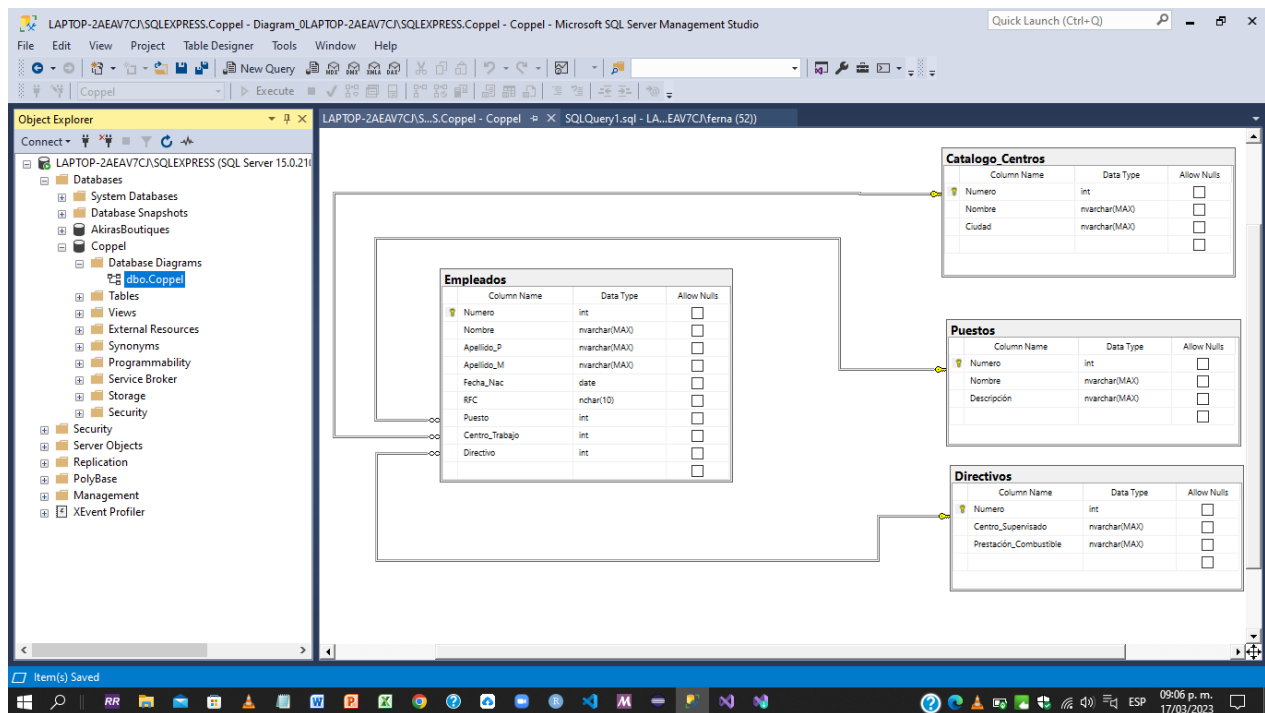 LAPTOP-2AEAV7CJ\SQLEXPRESS.Coppel - Diagram_0LAPTOP-2AEAV7CJ\SQLEXPRESS.Coppel - Coppel - Microsoft SQL Server Management Studio
Quick Launch (Ctrl+Q)
File Edit View Project Table Designer Tools Window Help
New Query MDX DMX XMLA DAX
Coppel Execute
Object Explorer
LAPTOP-2AEAV7CJ\S...S.Coppel - Coppel SQLQuery1.sql - LA...EAV7CJ\ferna (52))
Connect
LAPTOP-2AEAV7CJ\SQLEXPRESS (SQL Server 15.0.210
Databases
System Databases
Database Snapshots
AkirasBoutiques
Coppel
Database Diagrams
dbo.Coppel
Tables
Views
External Resources
Synonyms
Programmability
Service Broker
Storage
Security
Security
Server Objects
Replication
PolyBase
Management
XEvent Profiler
Catalogo_Centros
Column Name Data Type Allow Nulls
Numero int
Nombre nvarchar(MAX)
Ciudad nvarchar(MAX)
Empleados
Column Name Data Type Allow Nulls
Numero int
Nombre nvarchar(MAX)
Apellido_P nvarchar(MAX)
Apellido_M nvarchar(MAX)
Fecha_Nac date
RFC nchar(10)
Puesto int
Centro_Trabajo int
Directivo int
Puestos
Column Name Data Type Allow Nulls
Numero int
Nombre nvarchar(MAX)
Descripción nvarchar(MAX)
Directivos
Column Name Data Type Allow Nulls
Numero int
Centro_Supervisado nvarchar(MAX)
Prestación_Combustible nvarchar(MAX)
Item(s) Saved
RR
ESP
09:06 p. m.
17/03/2023